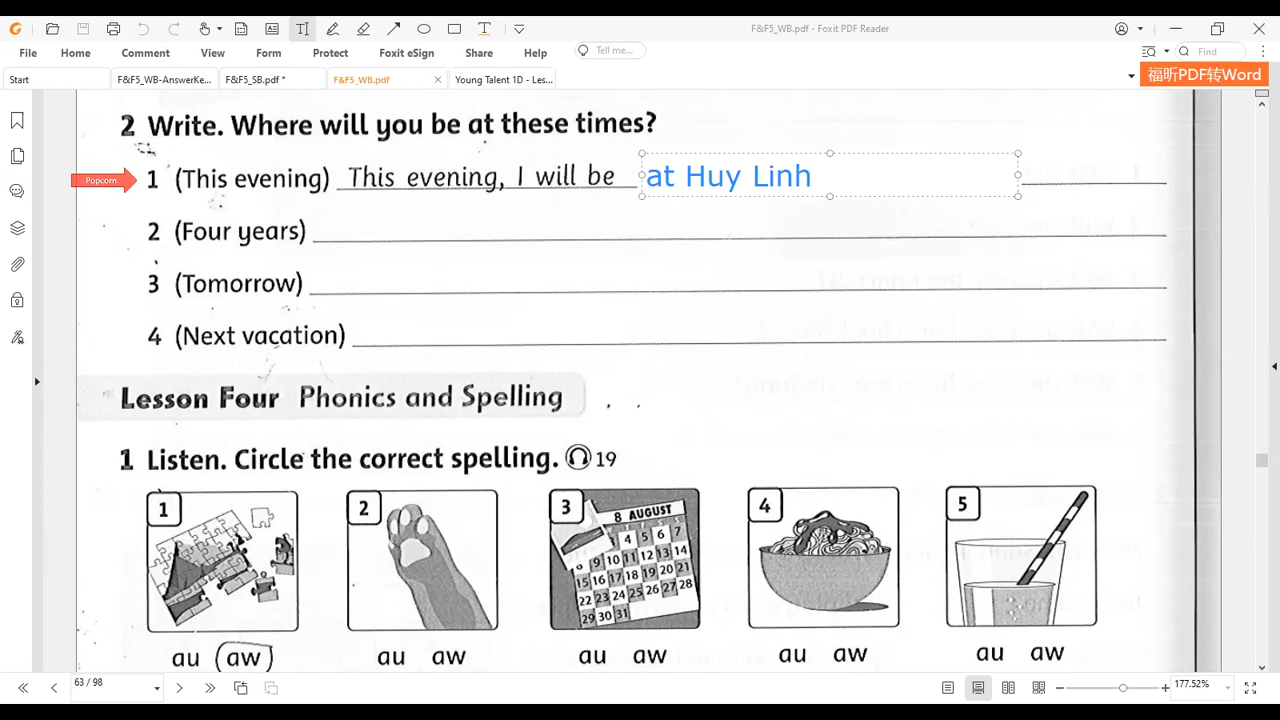 F&F5_WB.pdf - Foxit PDF Reader
File Home Comment View Form Protect Foxit eSign Share Help Tell me... Find
Start F&F5_WB-AnswerKe... F&F5_SB.pdf * F&F5_WB.pdf Young Talent 1D - Les...
福昕PDF转Word
2 Write. Where will you be at these times?
Popcorn
1 (This evening) This evening, I will be at Huy Linh
2 (Four years)
3 (Tomorrow)
4 (Next vacation)
Lesson Four Phonics and Spelling
1 Listen. Circle the correct spelling. 19
1 2 3 4 5
8 AUGUST
3 4 5 6 7
8 9 10 11 12 13 14
15 16 17 18 19 20 21
22 23 24 25 26 27 28
29 30 31
au aw au aw au aw au aw au aw
63 / 98
177.52%